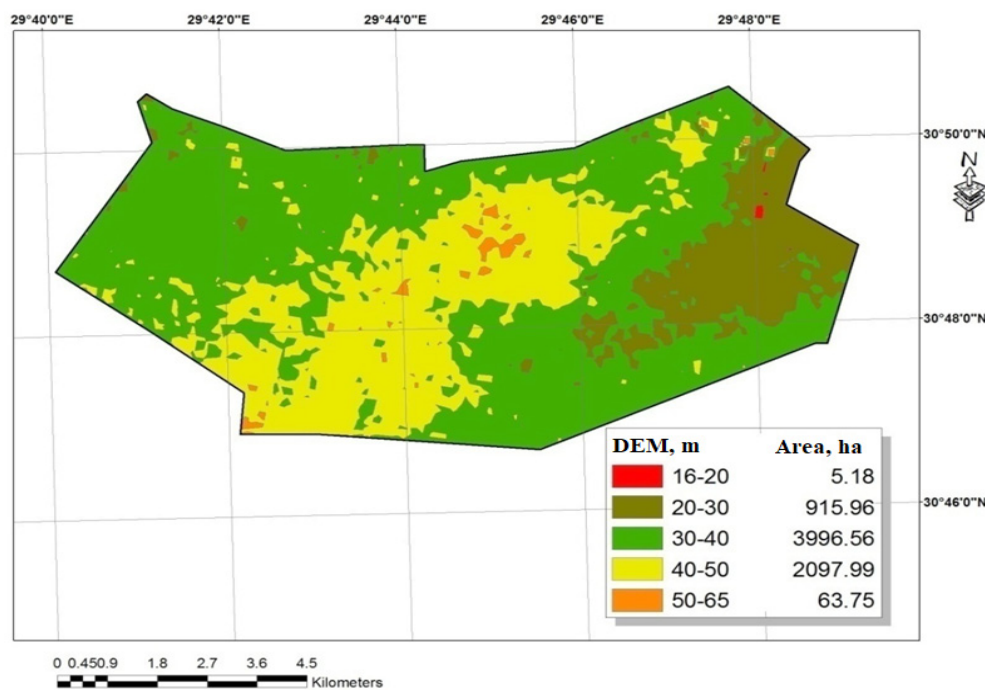 29°40'0"E 29°42'0"E 29°44'0"E 29°46'0"E 29°48'0"E
30°50'0"N
N
30°48'0"N
DEM, m Area, ha
16-20 5.18
20-30 915.96
30-40 3996.56
40-50 2097.99
50-65 63.75
30°46'0"N
0 0.450.9 1.8 2.7 3.6 4.5
Kilometers